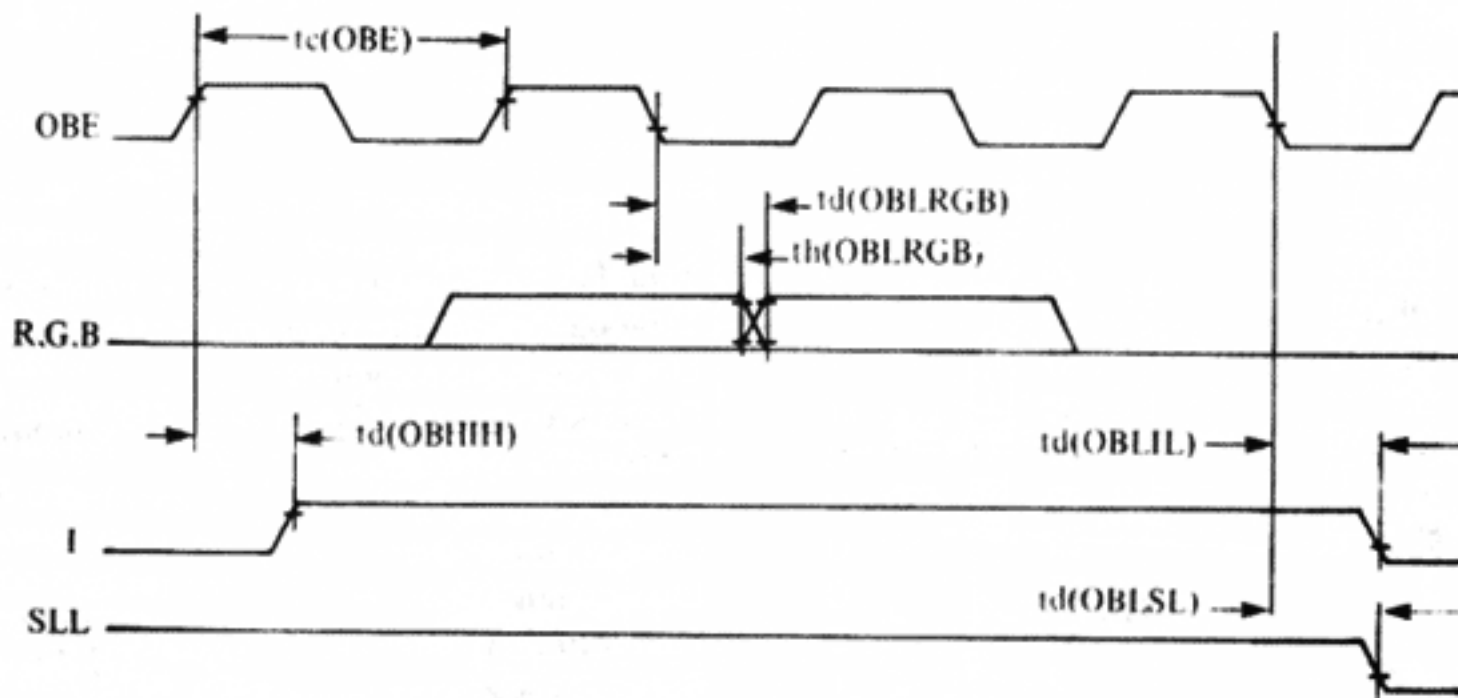 tc(OBE)
OBE
td(OBLRGB)
th(OBLRGB,
R.G.B
td(OBHIH)
td(OBLIL)
I
td(OBLSL)
SLL